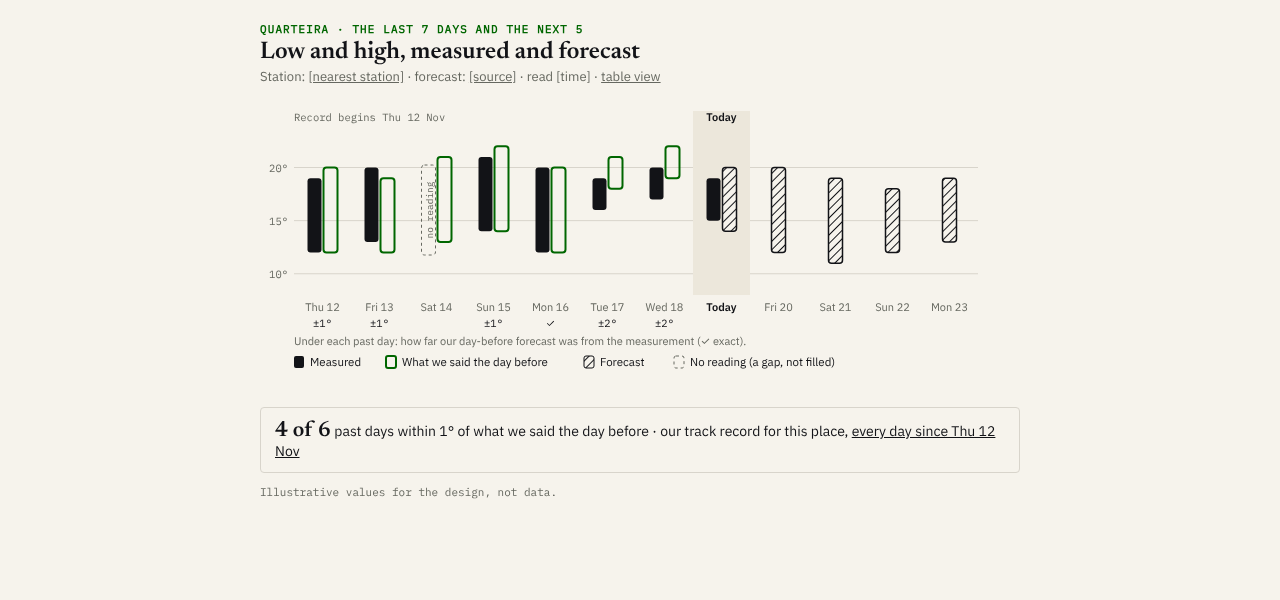 QUARTEIRA · THE LAST 7 DAYS AND THE NEXT 5
Low and high, measured and forecast
Station: [nearest station] · forecast: [source] · read [time] · table view
Record begins Thu 12 Nov
Today
20°
15°
10°
no reading
Thu 12 Fri 13 Sat 14 Sun 15 Mon 16 Tue 17 Wed 18 Today Fri 20 Sat 21 Sun 22 Mon 23
±1° ±1° ±1° ✓ ±2° ±2°
Under each past day: how far our day-before forecast was from the measurement (✓ exact).
Measured What we said the day before Forecast No reading (a gap, not filled)
4 of 6 past days within 1° of what we said the day before · our track record for this place, every day since Thu 12
Nov
Illustrative values for the design, not data.